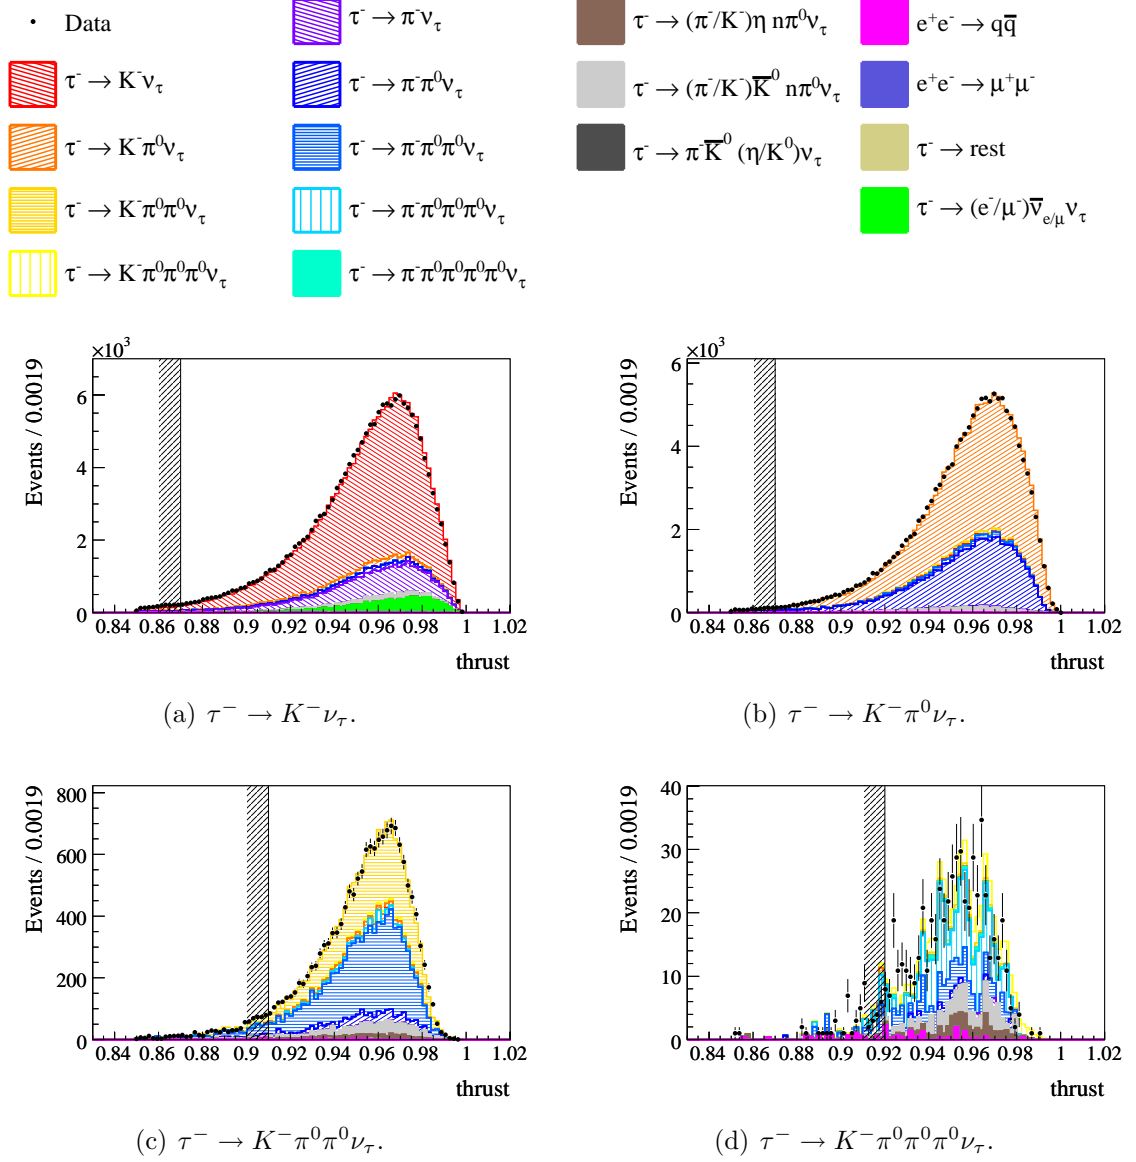 Data
τ⁻ → K⁻ν_τ
τ⁻ → K⁻π⁰ν_τ
τ⁻ → K⁻π⁰π⁰ν_τ
τ⁻ → K⁻π⁰π⁰π⁰ν_τ
τ⁻ → π⁻ν_τ
τ⁻ → π⁻π⁰ν_τ
τ⁻ → π⁻π⁰π⁰ν_τ
τ⁻ → π⁻π⁰π⁰π⁰ν_τ
τ⁻ → π⁻π⁰π⁰π⁰π⁰ν_τ
τ⁻ → (π⁻/K⁻)η nπ⁰ν_τ
τ⁻ → (π⁻/K⁻)K̅⁰ nπ⁰ν_τ
τ⁻ → π⁻K̅⁰ (η/K⁰)ν_τ
e⁺e⁻ → qq̅
e⁺e⁻ → μ⁺μ⁻
τ⁻ → rest
τ⁻ → (e⁻/μ⁻)ν̅_{e/μ}ν_τ
×10³
Events / 0.0019
6
4
2
0
0.84 0.86 0.88 0.9 0.92 0.94 0.96 0.98 1 1.02
thrust
(a) τ⁻ → K⁻ν_τ.
×10³
Events / 0.0019
6
4
2
0
0.84 0.86 0.88 0.9 0.92 0.94 0.96 0.98 1 1.02
thrust
(b) τ⁻ → K⁻π⁰ν_τ.
Events / 0.0019
800
600
400
200
0
0.84 0.86 0.88 0.9 0.92 0.94 0.96 0.98 1 1.02
thrust
(c) τ⁻ → K⁻π⁰π⁰ν_τ.
Events / 0.0019
40
30
20
10
0
0.84 0.86 0.88 0.9 0.92 0.94 0.96 0.98 1 1.02
thrust
(d) τ⁻ → K⁻π⁰π⁰π⁰ν_τ.